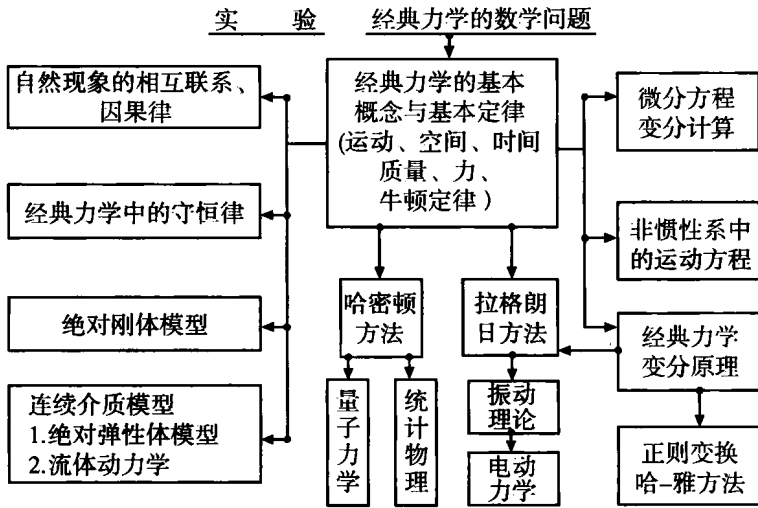 实 验 经典力学的数学问题
自然现象的相互联系、
因果律
经典力学中的守恒律
绝对刚体模型
连续介质模型
1.绝对弹性体模型
2.流体动力学
经典力学的基本
概念与基本定律
(运动、空间、时间
质量、力、
牛顿定律)
哈密顿
方法
量子力学
统计物理
拉格朗
日方法
振动
理论
电动
力学
微分方程
变分计算
非惯性系中
的运动方程
经典力学
变分原理
正则变换
哈-雅方法